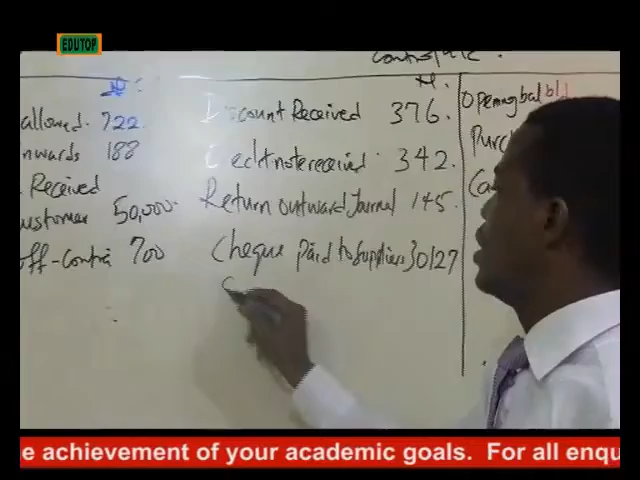 EDUTOP
allowed. 722
nwards 188
Received
ustomer 50,000
off-contra 700
N.
Discount Received 376.
Credit note received 342.
Return outward Journal 145.
Cheque paid to suppliers 30127
C
Opening bal b/d
Purc
Ca
e achievement of your academic goals. For all enqu